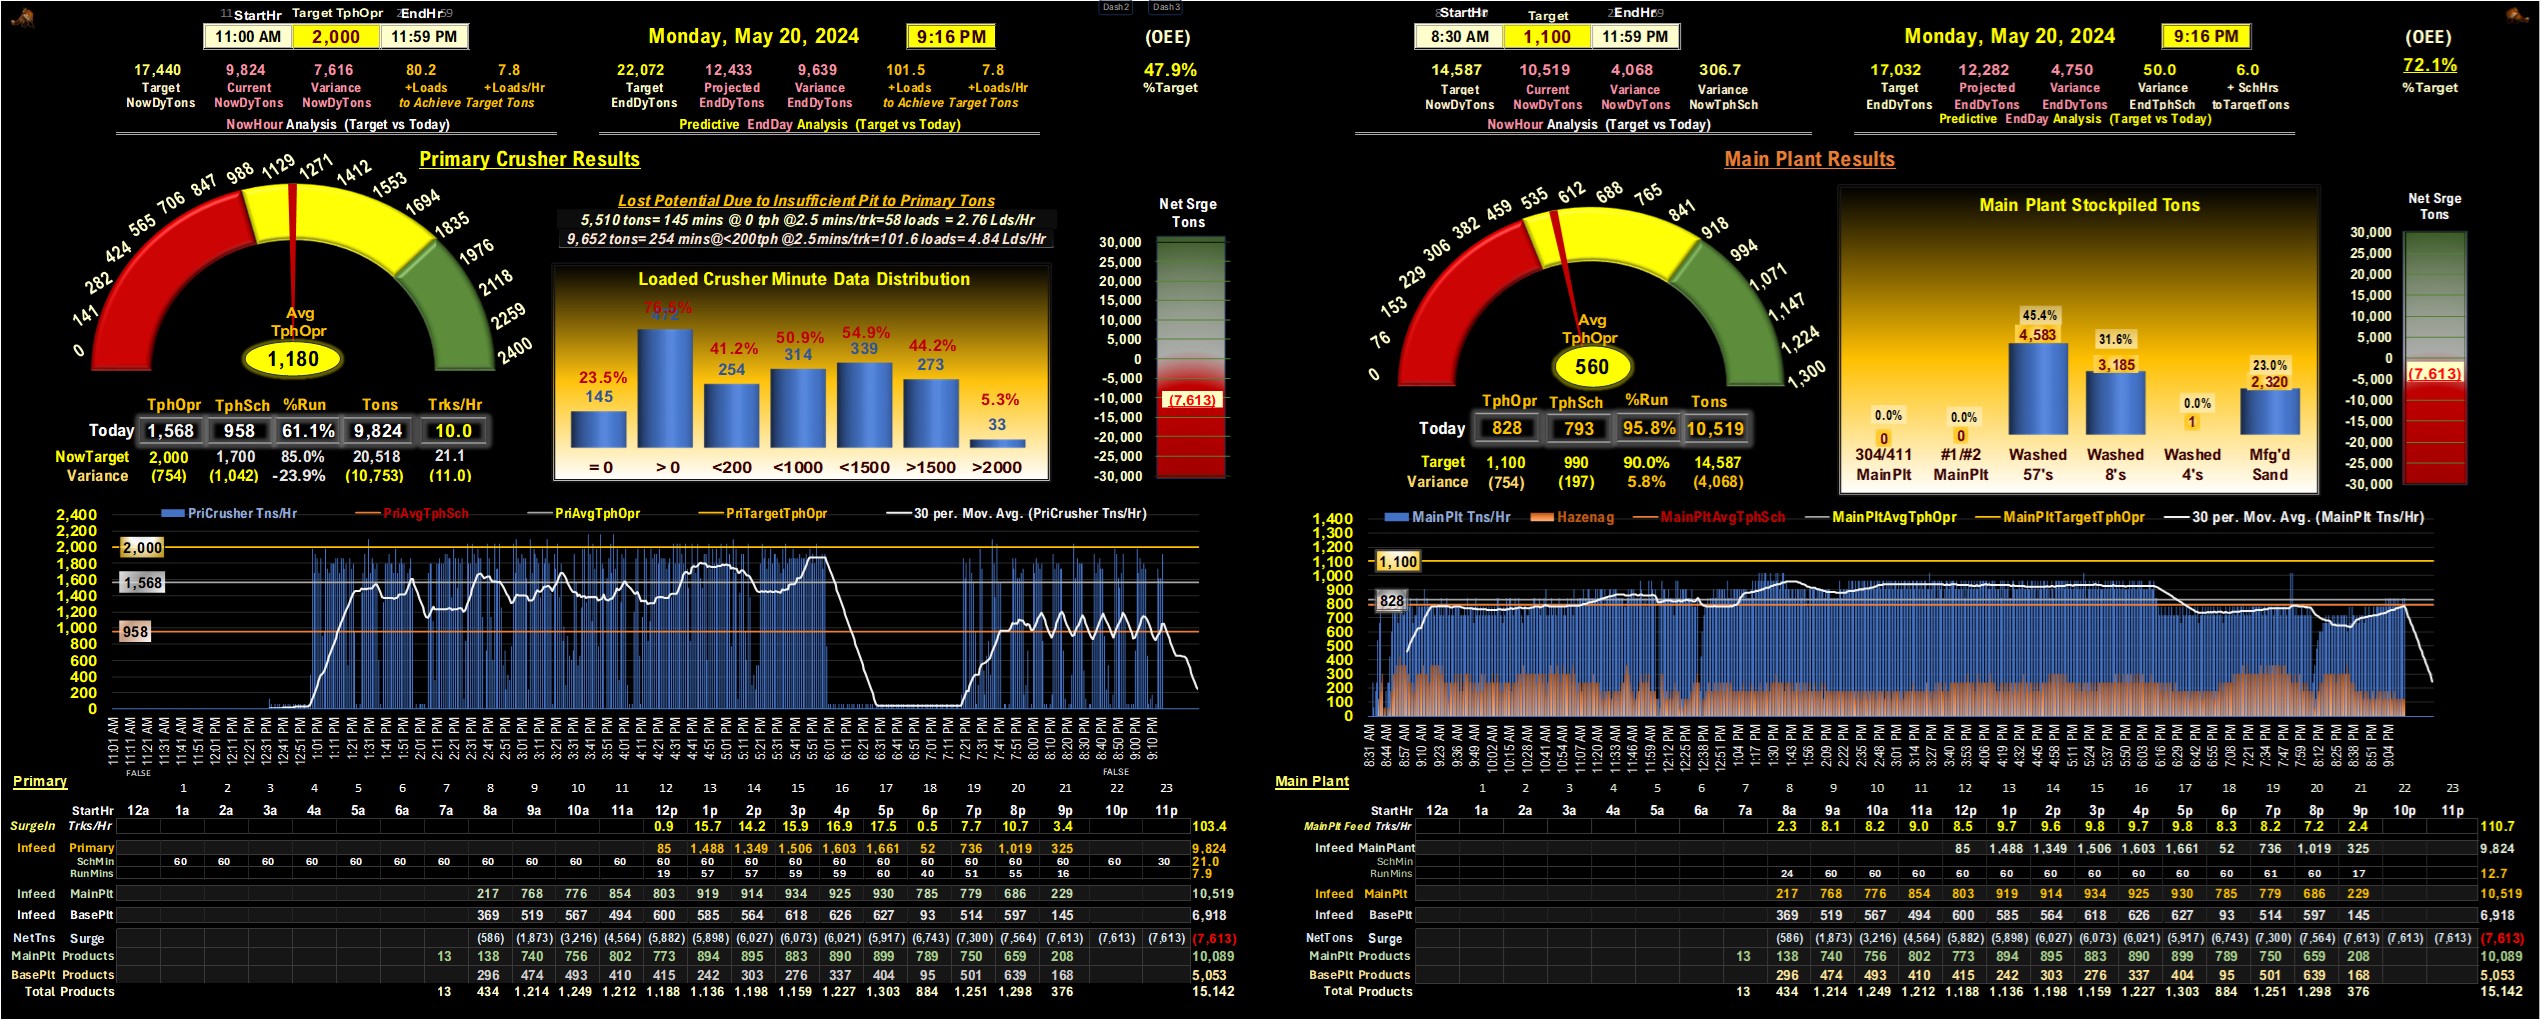 StartHr Target TphOpr EndHr
11:00 AM 2,000 11:59 PM
Monday, May 20, 2024 9:16 PM
Dash2 Dash3
(OEE)
47.9%
%Target
17,440 9,824 7,616 80.2 7.8
Target Current Variance +Loads +Loads/Hr
NowDyTons NowDyTons NowDyTons to Achieve Target Tons
NowHour Analysis (Target vs Today)
22,072 12,433 9,639 101.5 7.8
Target Projected Variance +Loads +Loads/Hr
EndDyTons EndDyTons EndDyTons to Achieve Target Tons
Predictive EndDay Analysis (Target vs Today)
Primary Crusher Results
0 141 282 424 565 706 847 988 1129 1271 1412 1553 1694 1835 1976 2118 2259 2400
Avg
TphOpr
1,180
Lost Potential Due to Insufficient Pit to Primary Tons
5,510 tons= 145 mins @ 0 tph @2.5 mins/trk=58 loads = 2.76 Lds/Hr
9,652 tons= 254 mins@<200tph @2.5mins/trk=101.6 loads= 4.84 Lds/Hr
Loaded Crusher Minute Data Distribution
23.5% 76.5% 41.2% 50.9% 54.9% 44.2% 5.3%
145 472 254 314 339 273 33
= 0 > 0 <200 <1000 <1500 >1500 >2000
Net Srge
Tons
30,000
25,000
20,000
15,000
10,000
5,000
0
-5,000
-10,000
-15,000
-20,000
-25,000
-30,000
(7,613)
TphOpr TphSch %Run Tons Trks/Hr
Today 1,568 958 61.1% 9,824 10.0
NowTarget 2,000 1,700 85.0% 20,518 21.1
Variance (754) (1,042) -23.9% (10,753) (11.0)
PriCrusher Tns/Hr PriAvgTphSch PriAvgTphOpr PriTargetTphOpr 30 per. Mov. Avg. (PriCrusher Tns/Hr)
2,400
2,200
2,000
1,800
1,600
1,400
1,200
1,000
800
600
400
200
0
2,000
1,568
958
11:01 AM 11:11 AM 11:21 AM 11:31 AM 11:41 AM 11:51 AM 12:01 PM 12:11 PM 12:21 PM 12:31 PM 12:41 PM 12:51 PM 1:01 PM 1:11 PM 1:21 PM 1:31 PM 1:41 PM 1:51 PM 2:01 PM 2:11 PM 2:21 PM 2:31 PM 2:41 PM 2:51 PM 3:01 PM 3:11 PM 3:21 PM 3:31 PM 3:41 PM 3:51 PM 4:01 PM 4:11 PM 4:21 PM 4:31 PM 4:41 PM 4:51 PM 5:01 PM 5:11 PM 5:21 PM 5:31 PM 5:41 PM 5:51 PM 6:01 PM 6:11 PM 6:21 PM 6:31 PM 6:41 PM 6:51 PM 7:01 PM 7:11 PM 7:21 PM 7:31 PM 7:41 PM 7:51 PM 8:00 PM 8:10 PM 8:20 PM 8:30 PM 8:40 PM 8:50 PM 9:00 PM 9:10 PM
FALSE FALSE
Primary 1 2 3 4 5 6 7 8 9 10 11 12 13 14 15 16 17 18 19 20 21 22 23
StartHr 12a 1a 2a 3a 4a 5a 6a 7a 8a 9a 10a 11a 12p 1p 2p 3p 4p 5p 6p 7p 8p 9p 10p 11p
SurgeIn Trks/Hr 0.9 15.7 14.2 15.9 16.9 17.5 0.5 7.7 10.7 3.4 103.4
Infeed Primary 85 1,488 1,349 1,506 1,603 1,661 52 736 1,019 325 9,824
SchMin 60 60 60 60 60 60 60 60 60 60 60 60 60 60 60 60 60 60 60 60 60 60 30 21.0
RunMins 19 57 57 59 59 60 40 51 55 16 7.9
Infeed MainPlt 217 768 776 854 803 919 914 934 925 930 785 779 686 229 10,519
Infeed BasePlt 369 519 567 494 600 585 564 618 626 627 93 514 597 145 6,918
NetTns Surge (586) (1,873) (3,216) (4,564) (5,882) (5,898) (6,027) (6,073) (6,021) (5,917) (6,743) (7,300) (7,564) (7,613) (7,613) (7,613) (7,613)
MainPlt Products 13 138 740 756 802 773 894 895 883 890 899 789 750 659 208 10,089
BasePlt Products 296 474 493 410 415 242 303 276 337 404 95 501 639 168 5,053
Total Products 13 434 1,214 1,249 1,212 1,188 1,136 1,198 1,159 1,227 1,303 884 1,251 1,298 376 15,142
StartHr Target EndHr
8:30 AM 1,100 11:59 PM
Monday, May 20, 2024 9:16 PM
(OEE)
72.1%
%Target
14,587 10,519 4,068 306.7
Target Current Variance Variance
NowDyTons NowDyTons NowDyTons NowTphSch
NowHour Analysis (Target vs Today)
17,032 12,282 4,750 50.0 6.0
Target Projected Variance Variance + SchHrs
EndDyTons EndDyTons EndDyTons EndTphSch toTargetTons
Predictive EndDay Analysis (Target vs Today)
Main Plant Results
0 76 153 229 306 382 459 535 612 688 765 841 918 994 1,071 1,147 1,224 1,300
Avg
TphOpr
560
Main Plant Stockpiled Tons
0.0% 0.0% 45.4% 31.6% 0.0% 23.0%
0 0 4,583 3,185 1 2,320
304/411 #1/#2 Washed Washed Washed Mfg'd
MainPlt MainPlt 57's 8's 4's Sand
Net Srge
Tons
30,000
25,000
20,000
15,000
10,000
5,000
0
-5,000
-10,000
-15,000
-20,000
-25,000
-30,000
(7,613)
TphOpr TphSch %Run Tons
Today 828 793 95.8% 10,519
Target 1,100 990 90.0% 14,587
Variance (754) (197) 5.8% (4,068)
MainPlt Tns/Hr Hazenag MainPltAvgTphSch MainPltAvgTphOpr MainPltTargetTphOpr 30 per. Mov. Avg. (MainPlt Tns/Hr)
1,400
1,300
1,200
1,100
1,000
900
800
700
600
500
400
300
200
100
0
1,100
828
8:31 AM 8:44 AM 8:57 AM 9:10 AM 9:23 AM 9:36 AM 9:49 AM 10:02 AM 10:15 AM 10:28 AM 10:41 AM 10:54 AM 11:07 AM 11:20 AM 11:33 AM 11:46 AM 11:59 AM 12:12 PM 12:25 PM 12:38 PM 12:51 PM 1:04 PM 1:17 PM 1:30 PM 1:43 PM 1:56 PM 2:09 PM 2:22 PM 2:35 PM 2:48 PM 3:01 PM 3:14 PM 3:27 PM 3:40 PM 3:53 PM 4:06 PM 4:19 PM 4:32 PM 4:45 PM 4:58 PM 5:11 PM 5:24 PM 5:37 PM 5:50 PM 6:03 PM 6:16 PM 6:29 PM 6:42 PM 6:55 PM 7:08 PM 7:21 PM 7:34 PM 7:47 PM 7:59 PM 8:12 PM 8:25 PM 8:38 PM 8:51 PM 9:04 PM
Main Plant 1 2 3 4 5 6 7 8 9 10 11 12 13 14 15 16 17 18 19 20 21 22 23
StartHr 12a 1a 2a 3a 4a 5a 6a 7a 8a 9a 10a 11a 12p 1p 2p 3p 4p 5p 6p 7p 8p 9p 10p 11p
MainPlt Feed Trks/Hr 2.3 8.1 8.2 9.0 8.5 9.7 9.6 9.8 9.7 9.8 8.3 8.2 7.2 2.4 110.7
Infeed MainPlant 85 1,488 1,349 1,506 1,603 1,661 52 736 1,019 325 9,824
SchMin
RunMins 24 60 60 60 60 60 60 60 60 60 60 61 60 17 12.7
Infeed MainPlt 217 768 776 854 803 919 914 934 925 930 785 779 686 229 10,519
Infeed BasePlt 369 519 567 494 600 585 564 618 626 627 93 514 597 145 6,918
NetTons Surge (586) (1,873) (3,216) (4,564) (5,882) (5,898) (6,027) (6,073) (6,021) (5,917) (6,743) (7,300) (7,564) (7,613) (7,613) (7,613) (7,613)
MainPlt Products 13 138 740 756 802 773 894 895 883 890 899 789 750 659 208 10,089
BasePlt Products 296 474 493 410 415 242 303 276 337 404 95 501 639 168 5,053
Total Products 13 434 1,214 1,249 1,212 1,188 1,136 1,198 1,159 1,227 1,303 884 1,251 1,298 376 15,142